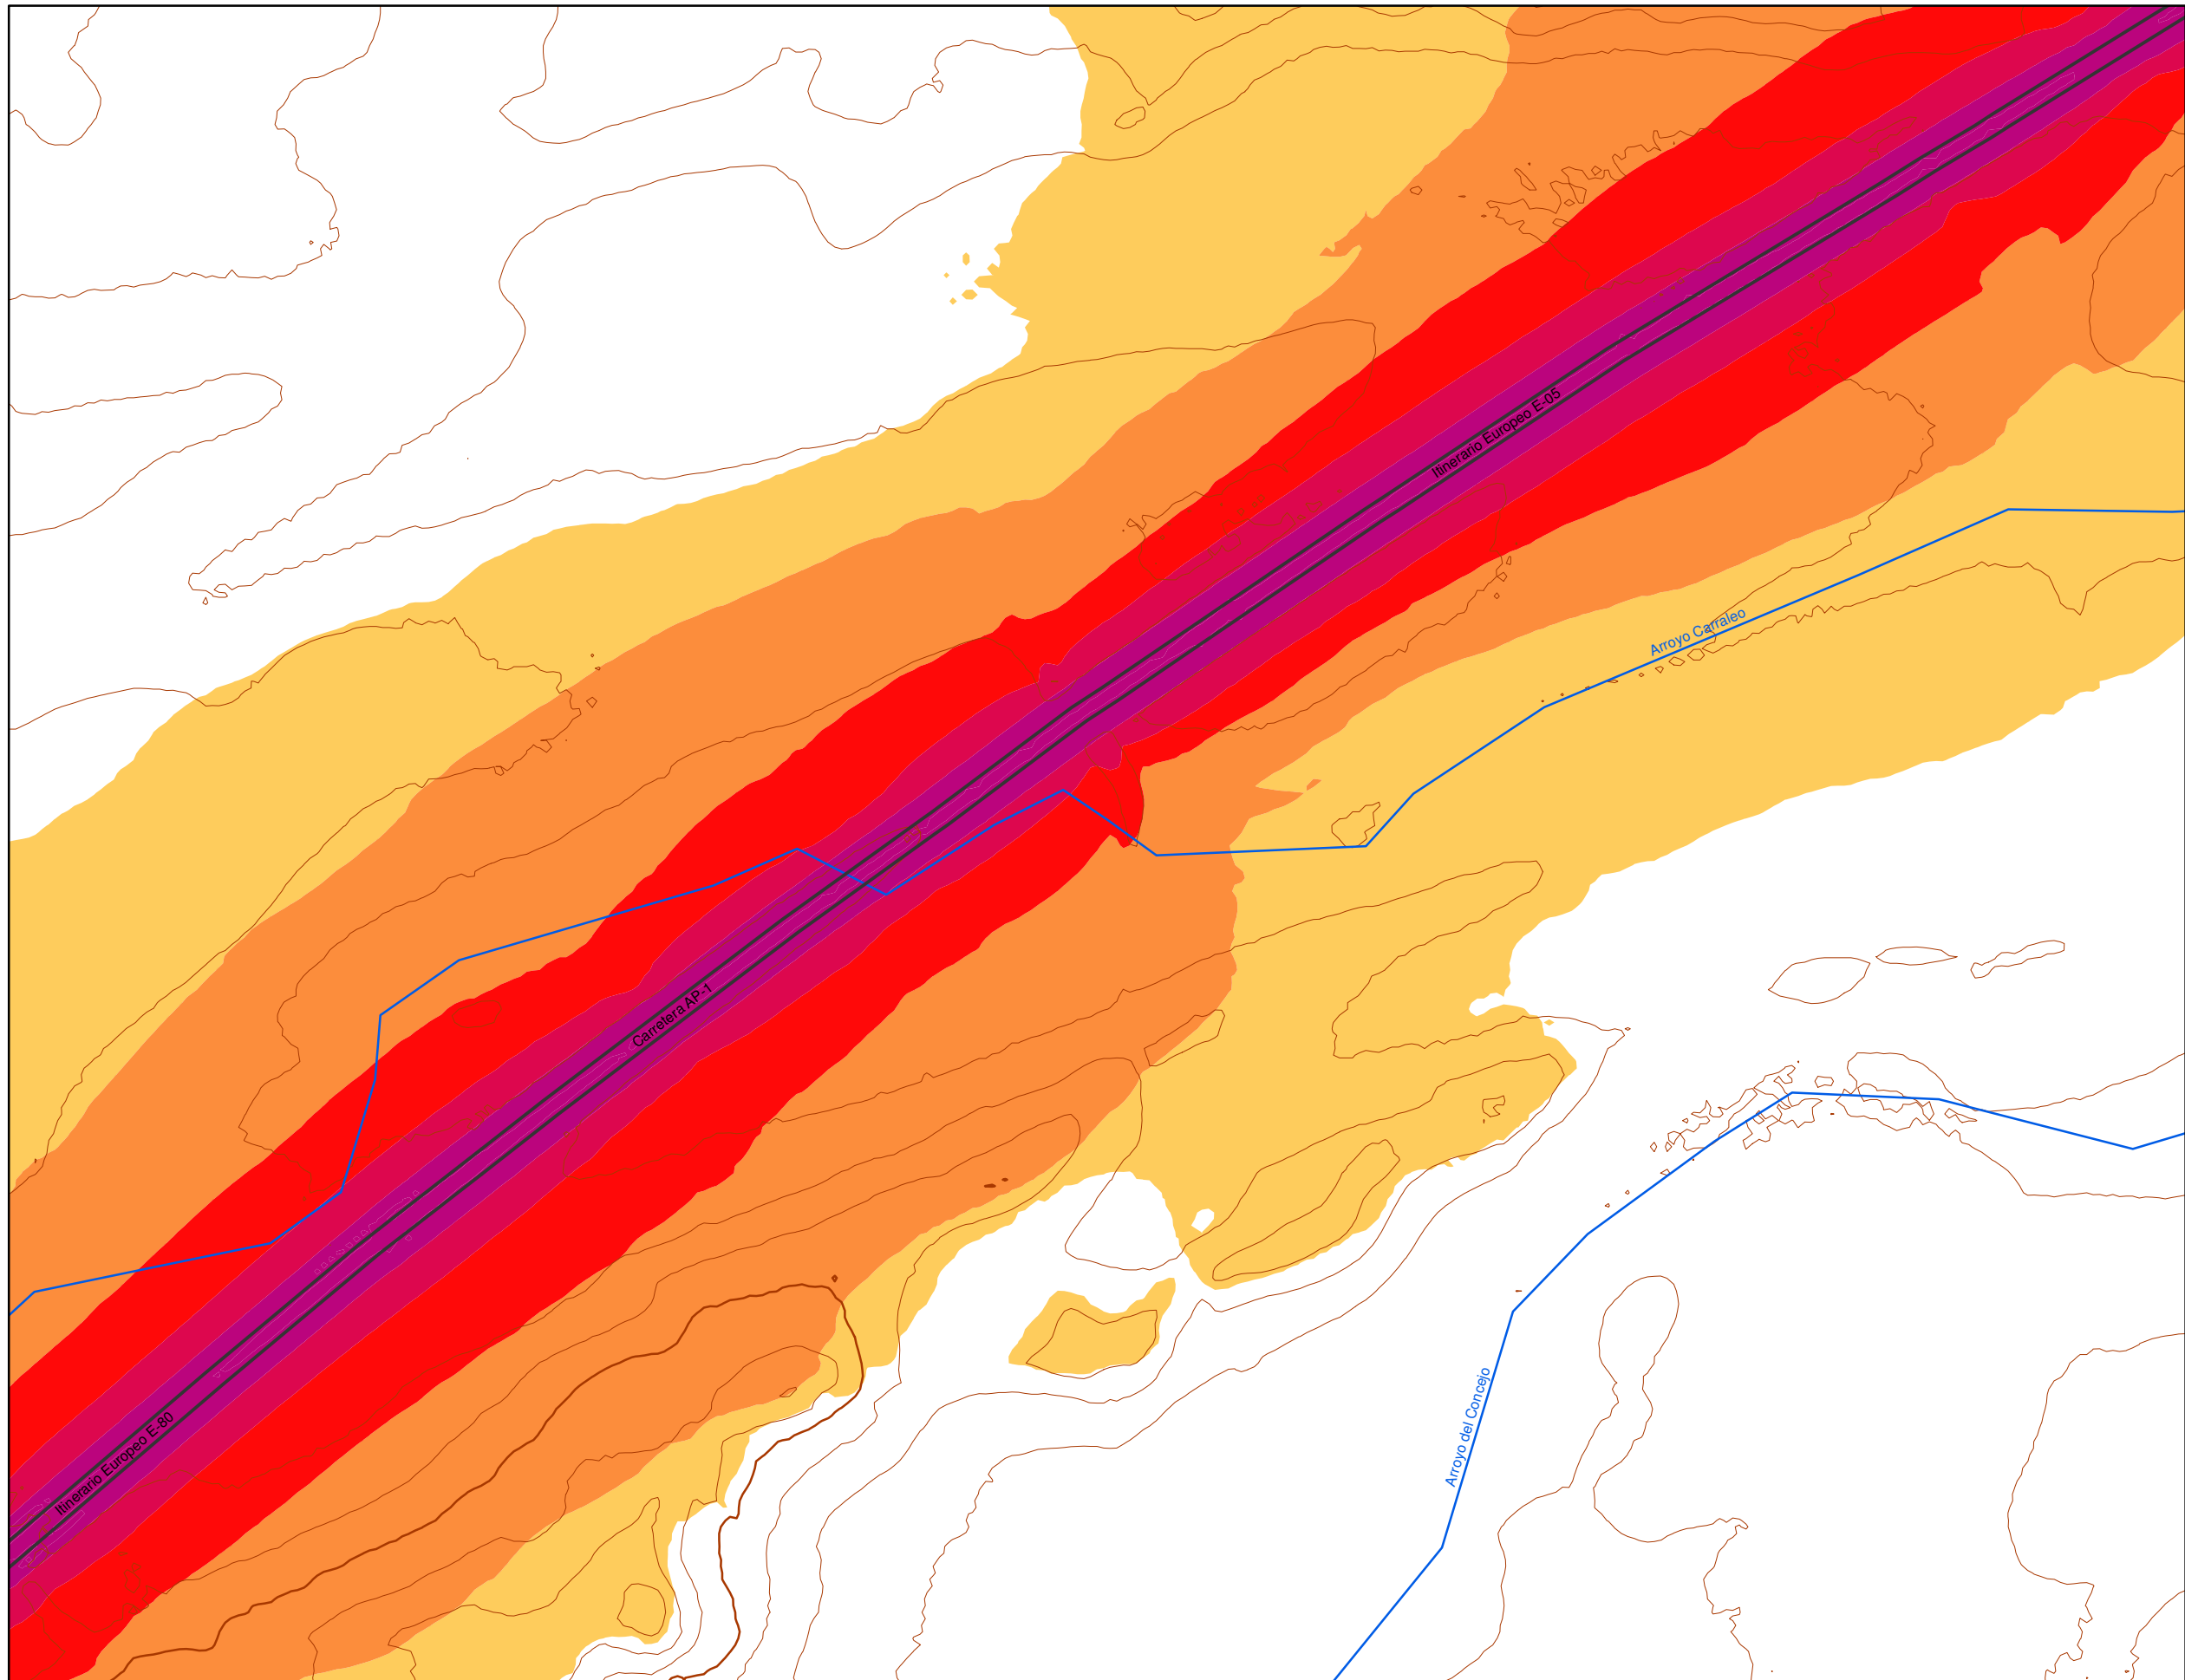 Itinerario Europeo E-05
Arroyo Carraleo
Carretera AP-1
Itinerario Europeo E-80
Arroyo del Concejo